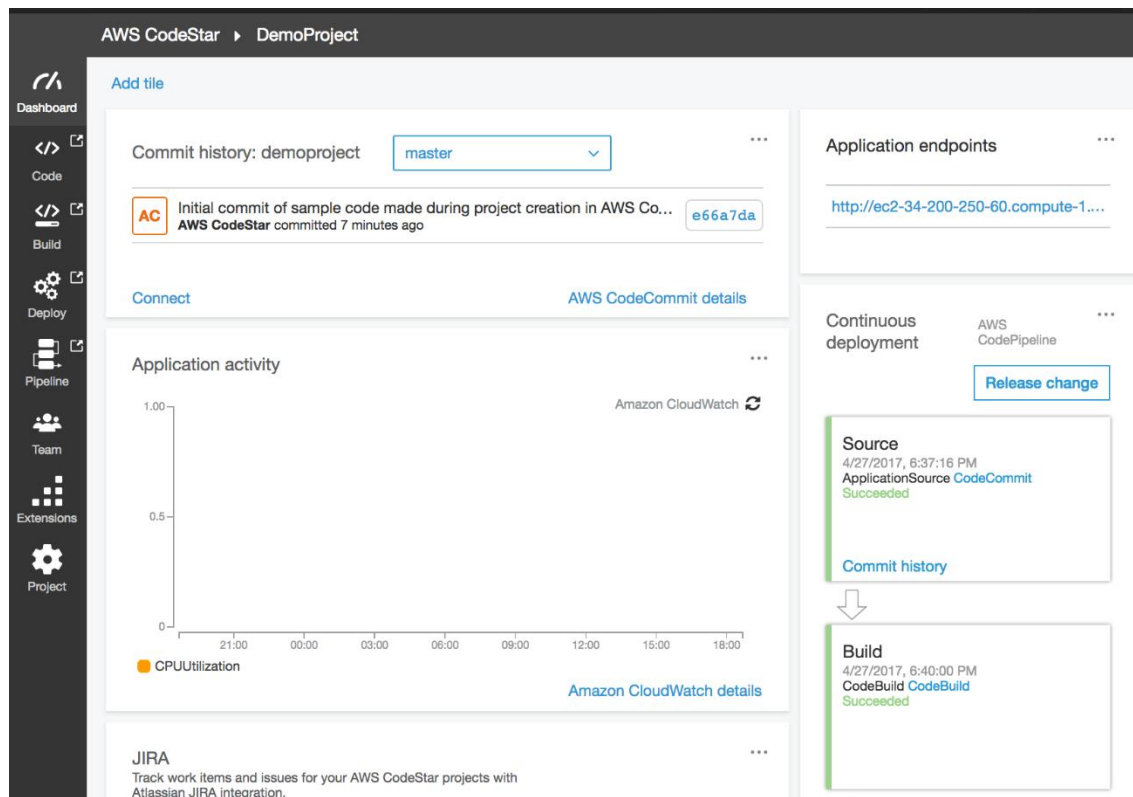 AWS CodeStar ▸ DemoProject
Dashboard
Code
Build
Deploy
Pipeline
Team
Extensions
Project
Add tile
Commit history: demoproject
master
AC
Initial commit of sample code made during project creation in AWS Co...
AWS CodeStar committed 7 minutes ago
e66a7da
Connect
AWS CodeCommit details
Application activity
Amazon CloudWatch
1.00
0.5
0
21:00 00:00 03:00 06:00 09:00 12:00 15:00 18:00
CPUUtilization
Amazon CloudWatch details
JIRA
Track work items and issues for your AWS CodeStar projects with
Atlassian JIRA integration.
Application endpoints
http://ec2-34-200-250-60.compute-1....
Continuous
deployment
AWS
CodePipeline
Release change
Source
4/27/2017, 6:37:16 PM
ApplicationSource CodeCommit
Succeeded
Commit history
Build
4/27/2017, 6:40:00 PM
CodeBuild CodeBuild
Succeeded